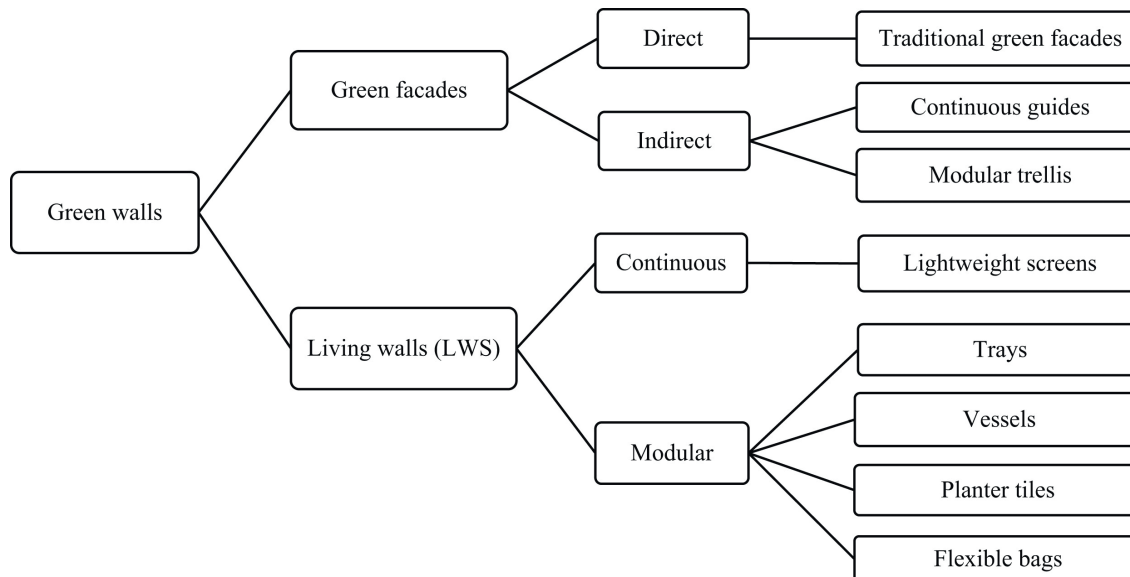 Green walls
Green facades
Direct
Traditional green facades
Indirect
Continuous guides
Modular trellis
Living walls (LWS)
Continuous
Lightweight screens
Modular
Trays
Vessels
Planter tiles
Flexible bags